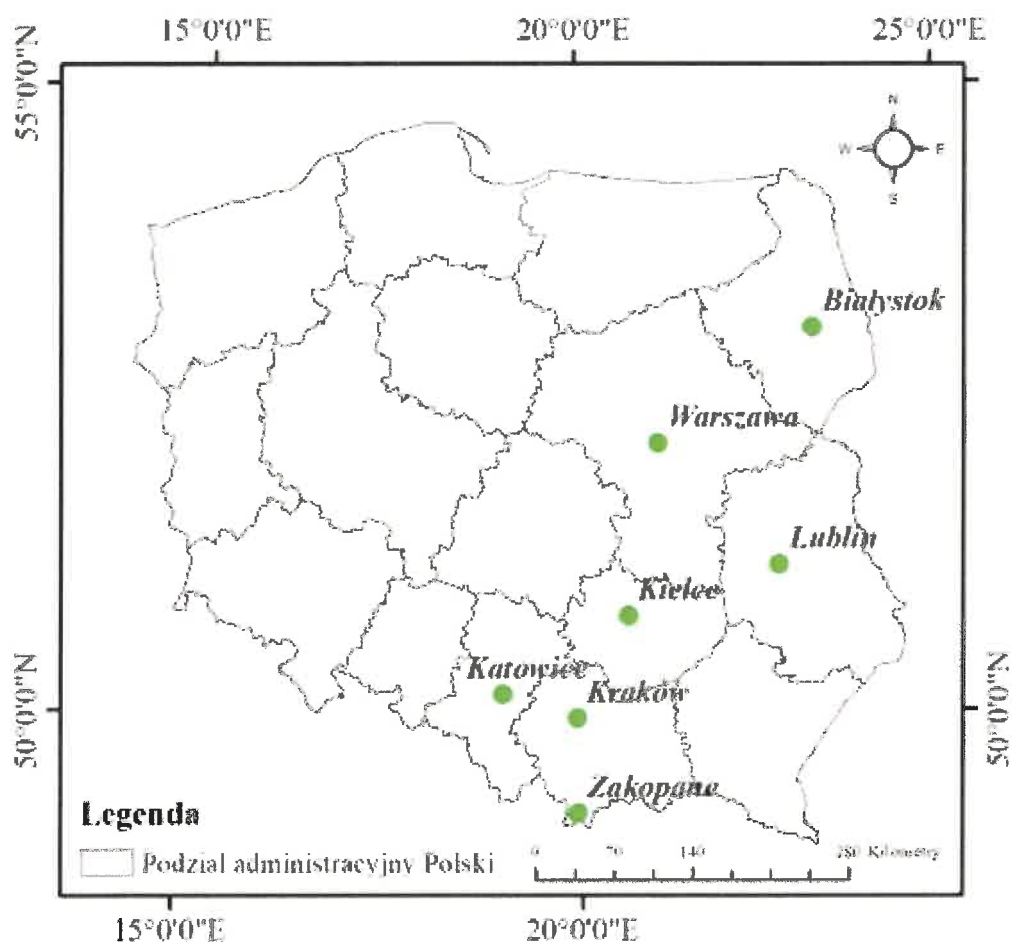 15°0'0"E 20°0'0"E 25°0'0"E
55°0'0"N
N
W E
S
Białystok
Warszawa
Lublin
Kielce
Katowice
Kraków
50°0'0"N 50°0'0"N
Zakopane
Legenda
Podział administracyjny Polski
0 70 140 280 Kilometry
15°0'0"E 20°0'0"E